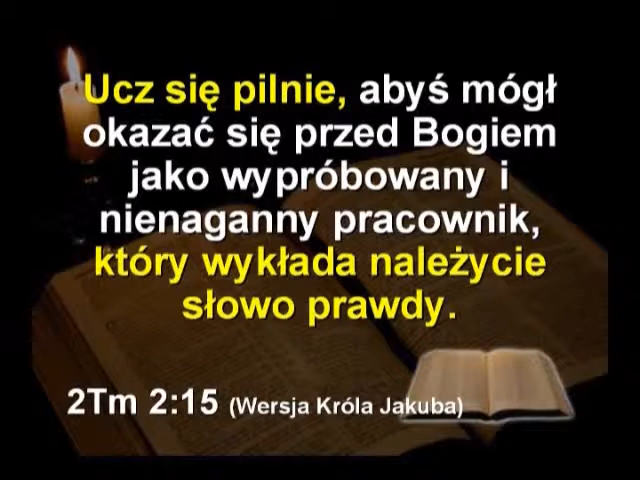 Ucz się pilnie, abyś mógł
okazać się przed Bogiem
jako wypróbowany i
nienaganny pracownik,
który wykłada należycie
słowo prawdy.
2Tm 2:15 (Wersja Króla Jakuba)